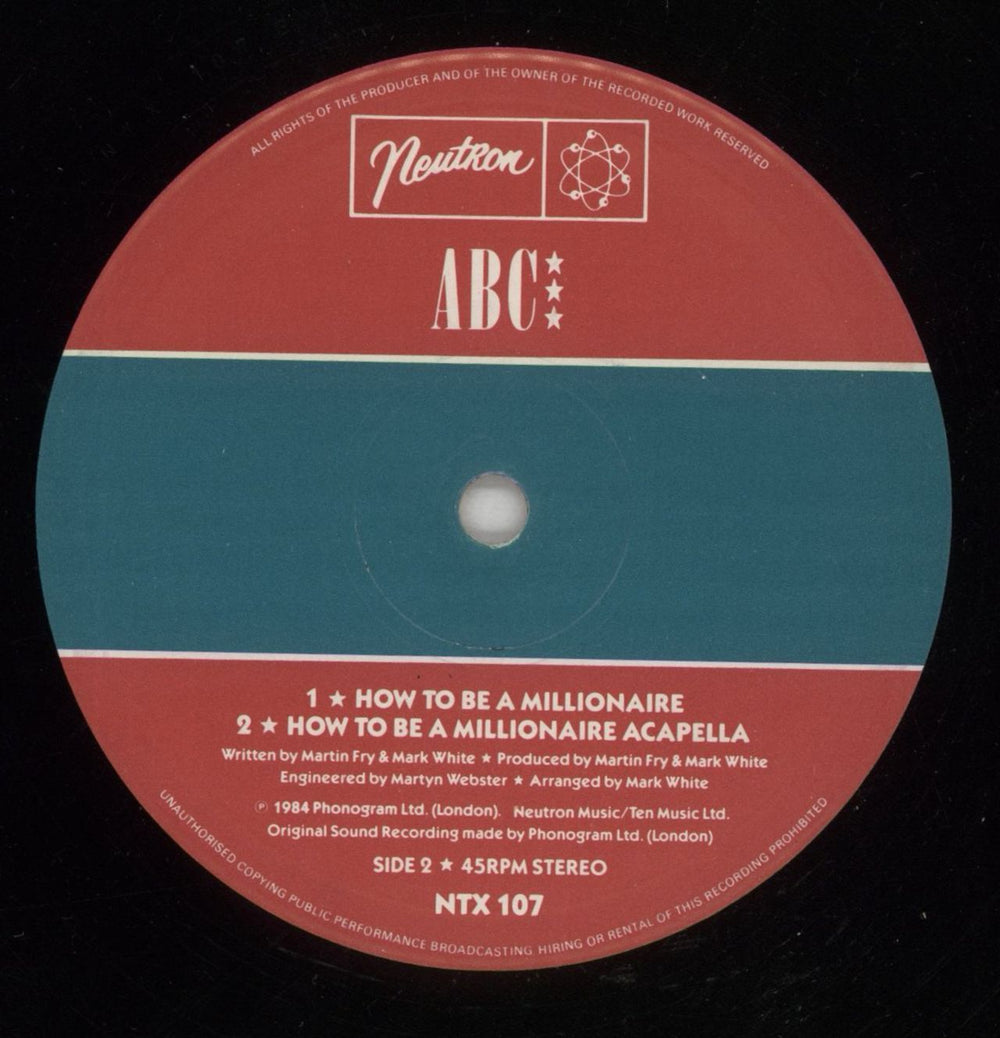 ALL RIGHTS OF THE PRODUCER AND OF THE OWNER OF THE RECORDED WORK RESERVED
Neutron
ABC
1 ★ HOW TO BE A MILLIONAIRE
2 ★ HOW TO BE A MILLIONAIRE ACAPELLA
Written by Martin Fry & Mark White ★ Produced by Martin Fry & Mark White
Engineered by Martyn Webster ★ Arranged by Mark White
℗ 1984 Phonogram Ltd. (London). Neutron Music/Ten Music Ltd.
Original Sound Recording made by Phonogram Ltd. (London)
SIDE 2 ★ 45RPM STEREO
NTX 107
UNAUTHORISED COPYING PUBLIC PERFORMANCE BROADCASTING HIRING OR RENTAL OF THIS RECORDING PROHIBITED